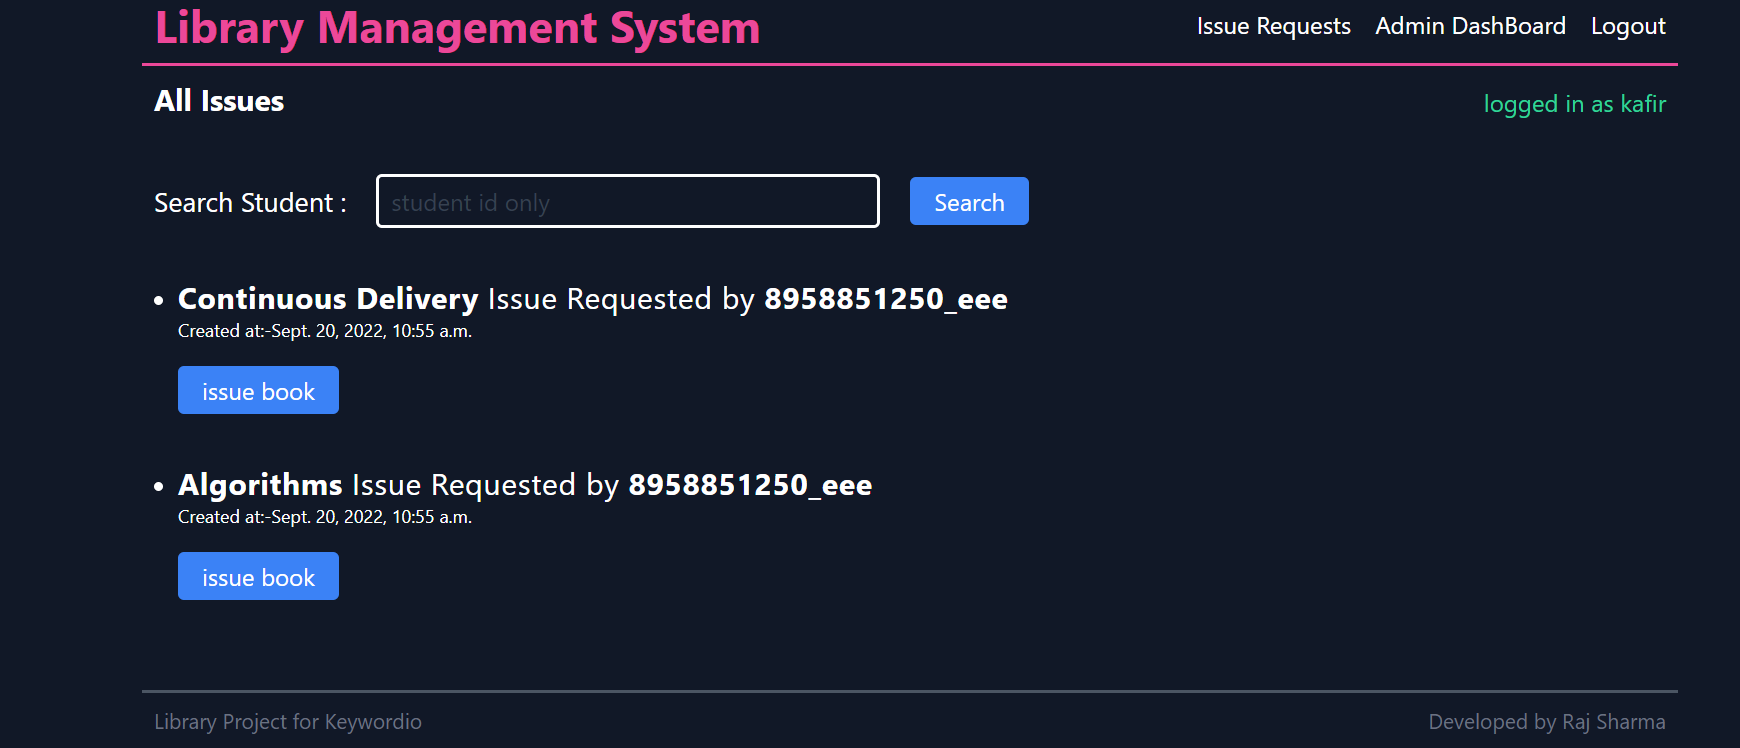 Library Management System
Issue Requests Admin DashBoard Logout
All Issues
logged in as kafir
Search Student :
student id only
Search
Continuous Delivery Issue Requested by 8958851250_eee
Created at:-Sept. 20, 2022, 10:55 a.m.
issue book
Algorithms Issue Requested by 8958851250_eee
Created at:-Sept. 20, 2022, 10:55 a.m.
issue book
Library Project for Keywordio
Developed by Raj Sharma